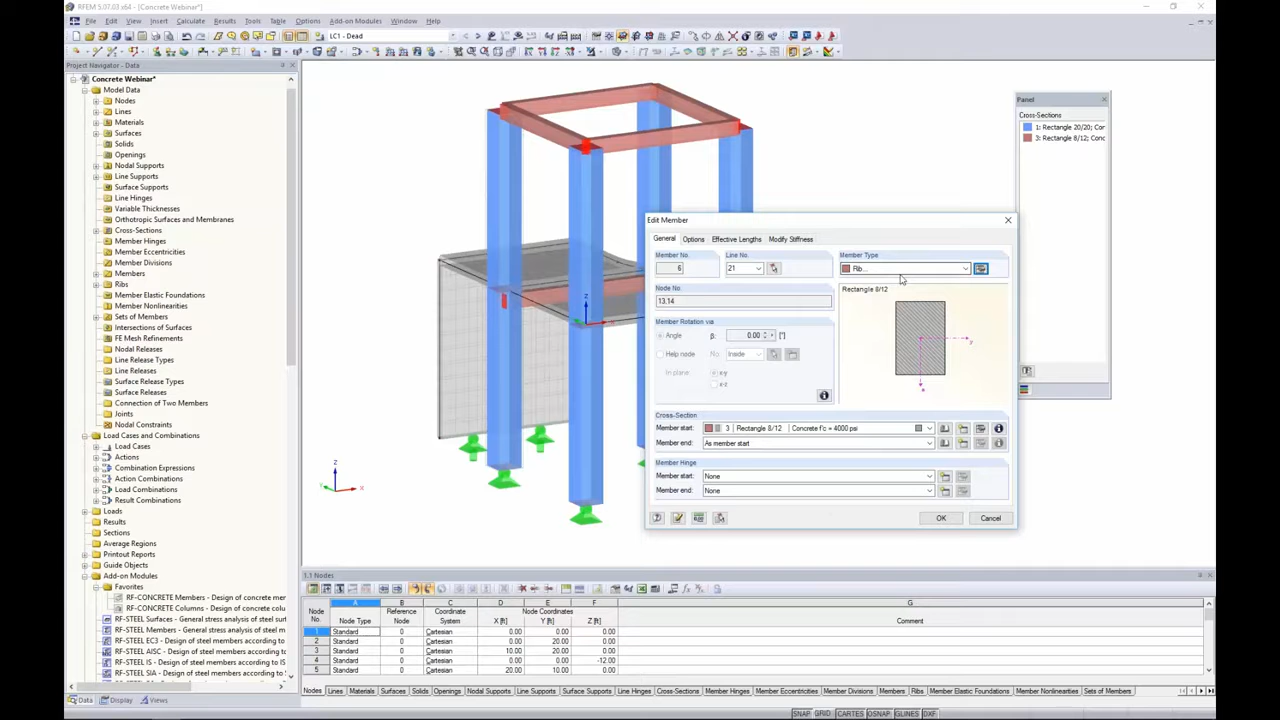 RFEM 5.07.03 x64 - [Concrete Webinar*]
File Edit View Insert Calculate Results Tools Table Options Add-on Modules Window Help
LC1 - Dead
Project Navigator - Data
Concrete Webinar*
Model Data
Nodes
Lines
Materials
Surfaces
Solids
Openings
Nodal Supports
Line Supports
Surface Supports
Line Hinges
Variable Thicknesses
Orthotropic Surfaces and Membranes
Cross-Sections
Member Hinges
Member Eccentricities
Member Divisions
Members
Ribs
Member Elastic Foundations
Member Nonlinearities
Sets of Members
Intersections of Surfaces
FE Mesh Refinements
Nodal Releases
Line Release Types
Line Releases
Surface Release Types
Surface Releases
Connection of Two Members
Joints
Nodal Constraints
Load Cases and Combinations
Load Cases
Actions
Combination Expressions
Action Combinations
Load Combinations
Result Combinations
Loads
Results
Sections
Average Regions
Printout Reports
Guide Objects
Add-on Modules
Favorites
RF-CONCRETE Members - Design of concrete mer
RF-CONCRETE Columns - Design of concrete colu
RF-STEEL Surfaces - General stress analysis of steel surf
RF-STEEL Members - General stress analysis of steel mer
RF-STEEL EC3 - Design of steel members according to
RF-STEEL AISC - Design of steel members according to
RF-STEEL IS - Design of steel members according to
RF-STEEL SIA - Design of steel members according to
Data Display Views
Panel
Cross-Sections
1: Rectangle 20/20; Cor
3: Rectangle 8/12; Conc
Edit Member
General Options Effective Lengths Modify Stiffness
Member No. Line No. Member Type
6 21 Rib...
Node No. Rectangle 8/12
13,14
Member Rotation via
Angle β: 0.00 [°]
Help node No. Inside
In plane: x-y
x-z
y
z
Cross-Section
Member start: 3 Rectangle 8/12 Concrete f'c = 4000 psi
Member end: As member start
Member Hinge
Member start: None
Member end: None
OK Cancel
Z
X
Z
Y
X
1.1 Nodes
A B C D E F G
Node Reference Coordinate Node Coordinates
No. Node Type Node System X [ft] Y [ft] Z [ft] Comment
1 Standard 0 Cartesian 0.00 0.00 0.00
2 Standard 0 Cartesian 0.00 20.00 0.00
3 Standard 0 Cartesian 10.00 20.00 0.00
4 Standard 0 Cartesian 0.00 0.00 -12.00
5 Standard 0 Cartesian 20.00 10.00 0.00
Nodes Lines Materials Surfaces Solids Openings Nodal Supports Line Supports Surface Supports Line Hinges Cross-Sections Member Hinges Member Eccentricities Member Divisions Members Ribs Member Elastic Foundations Member Nonlinearities Sets of Members
SNAP GRID CARTES OSNAP GLINES DXF